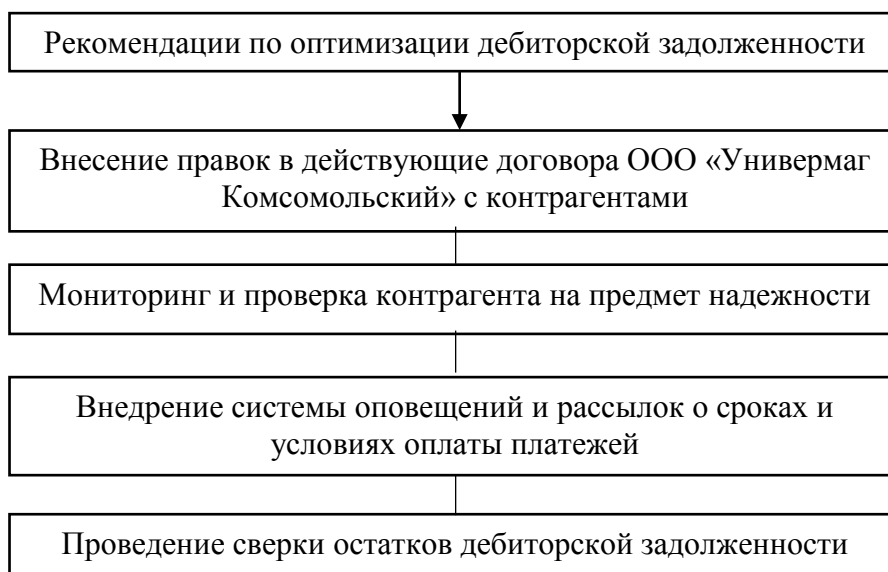 Рекомендации по оптимизации дебиторской задолженности
Внесение правок в действующие договора ООО «Универмаг
Комсомольский» с контрагентами
Мониторинг и проверка контрагента на предмет надежности
Внедрение системы оповещений и рассылок о сроках и
условиях оплаты платежей
Проведение сверки остатков дебиторской задолженности